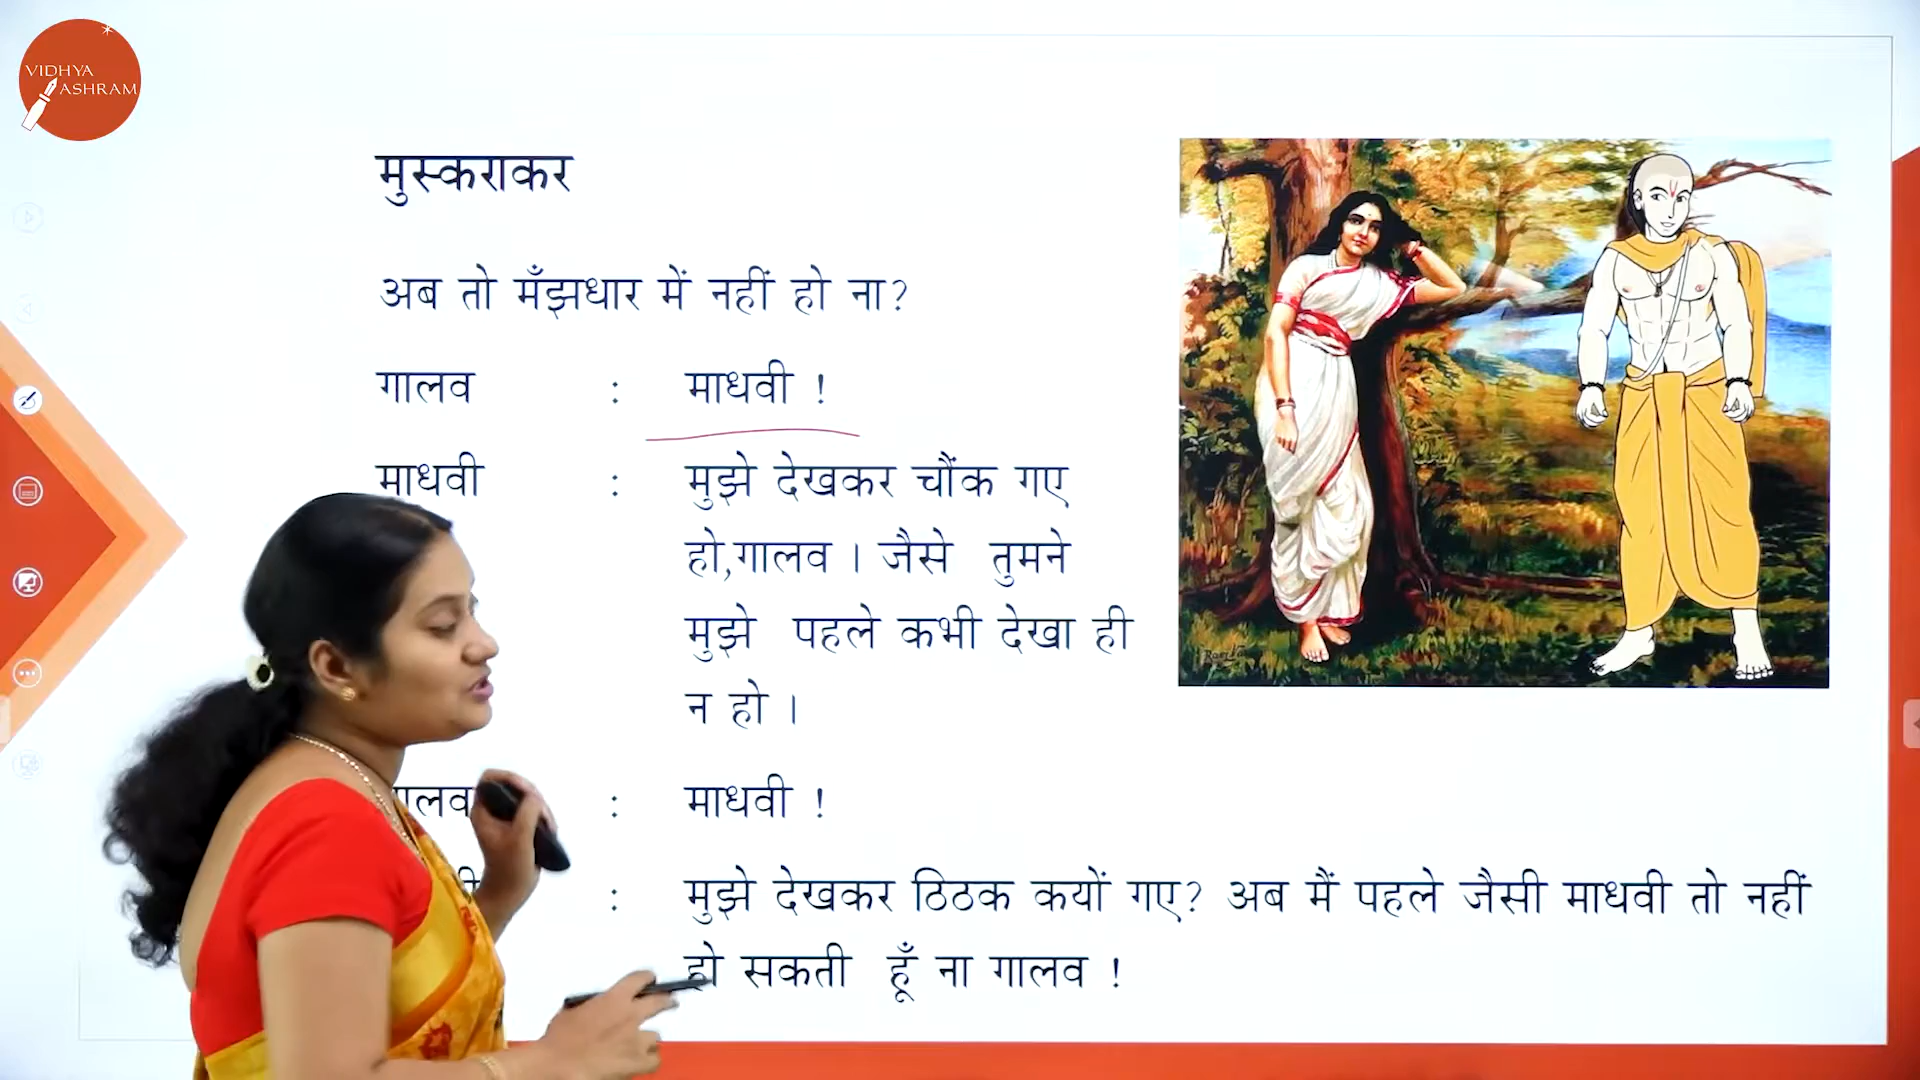 VIDHYA
ASHRAM
मुस्कराकर
अब तो मँझधार में नहीं हो ना?
गालव : माधवी !
माधवी : मुझे देखकर चौंक गए
हो,गालव । जैसे तुमने
मुझे पहले कभी देखा ही
न हो ।
: माधवी !
: मुझे देखकर ठिठक कयों गए? अब मैं पहले जैसी माधवी तो नहीं
हो सकती हूँ ना गालव !